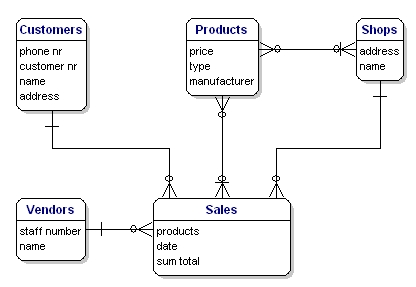 Customers
phone nr
customer nr
name
address
Products
price
type
manufacturer
Shops
address
name
Vendors
staff number
name
Sales
products
date
sum total